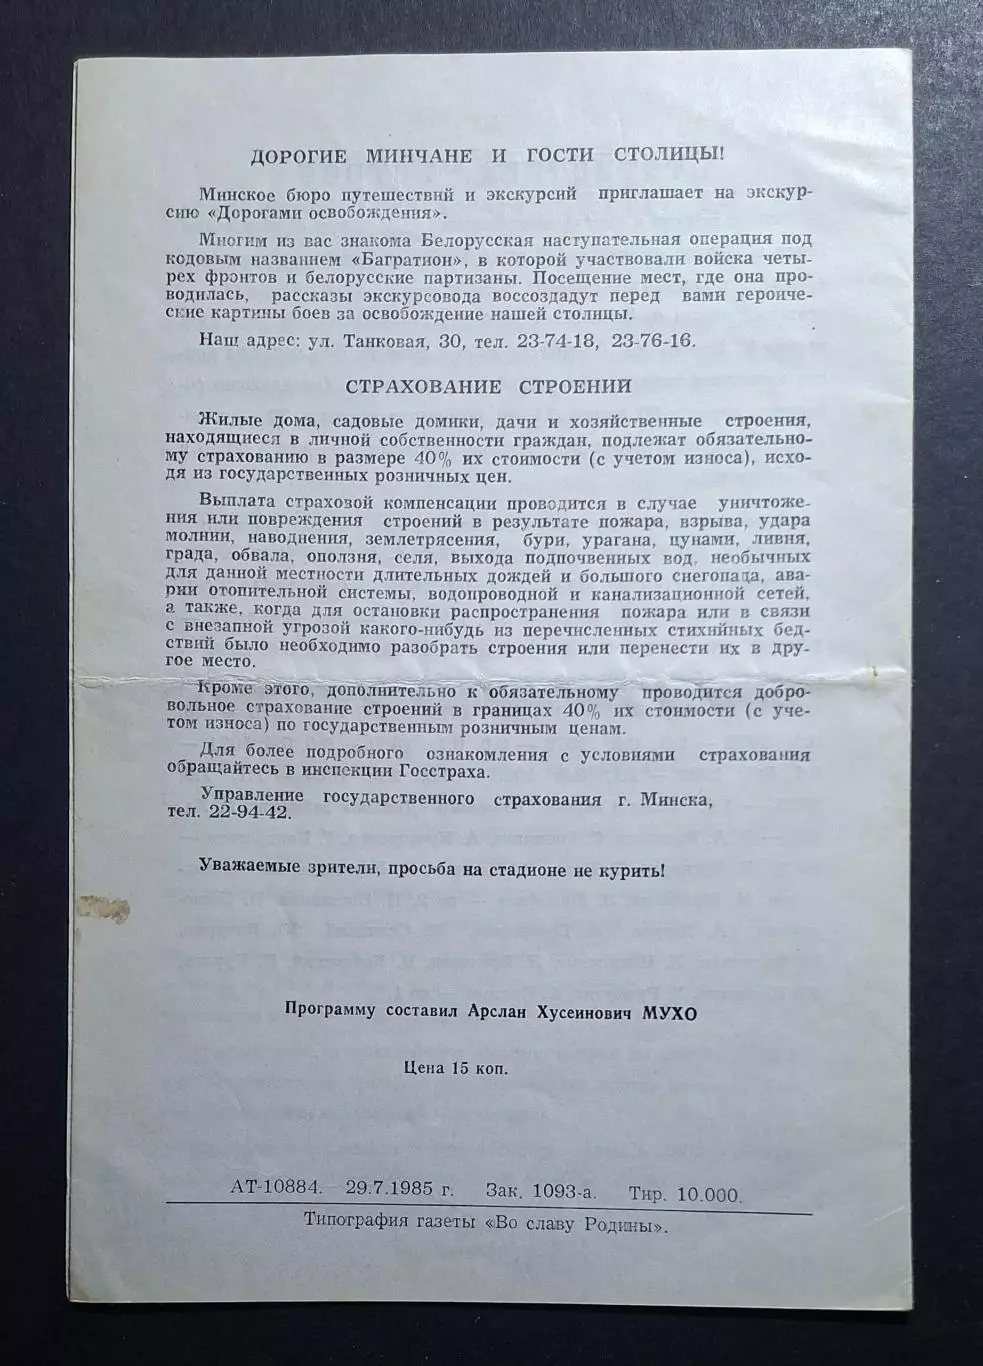 ДОРОГИЕ МИНЧАНЕ И ГОСТИ СТОЛИЦЫ!
Минское бюро путешествий и экскурсий приглашает на экскур-
сию «Дорогами освобождения».
Многим из вас знакома Белорусская наступательная операция под
кодовым названием «Багратион», в которой участвовали войска четы-
рех фронтов и белорусские партизаны. Посещение мест, где она про-
водилась, рассказы экскурсовода воссоздадут перед вами героиче-
ские картины боев за освобождение нашей столицы.
Наш адрес: ул. Танковая, 30, тел. 23-74-18, 23-76-16.
СТРАХОВАНИЕ СТРОЕНИЙ
Жилые дома, садовые домики, дачи и хозяйственные строения,
находящиеся в личной собственности граждан, подлежат обязательно-
му страхованию в размере 40% их стоимости (с учетом износа), исхо-
дя из государственных розничных цен.
Выплата страховой компенсации проводится в случае уничтоже-
ния или повреждения строений в результате пожара, взрыва, удара
молнии, наводнения, землетрясения, бури, урагана, цунами, ливня,
града, обвала, оползня, селя, выхода подпочвенных вод, необычных
для данной местности длительных дождей и большого снегопада, ава-
рии отопительной системы, водопроводной и канализационной сетей,
а также, когда для остановки распространения пожара или в связи
с внезапной угрозой какого-нибудь из перечисленных стихийных бед-
ствий было необходимо разобрать строения или перенести их в дру-
гое место.
Кроме этого, дополнительно к обязательному проводится добро-
вольное страхование строений в границах 40% их стоимости (с уче-
том износа) по государственным розничным ценам.
Для более подробного ознакомления с условиями страхования
обращайтесь в инспекции Госстраха.
Управление государственного страхования г. Минска,
тел. 22-94-42.
Уважаемые зрители, просьба на стадионе не курить!
Программу составил Арслан Хусеинович МУХО
Цена 15 коп.
АТ-10884. 29.7.1985 г. Зак. 1093-а. Тир. 10.000.
Типография газеты «Во славу Родины».